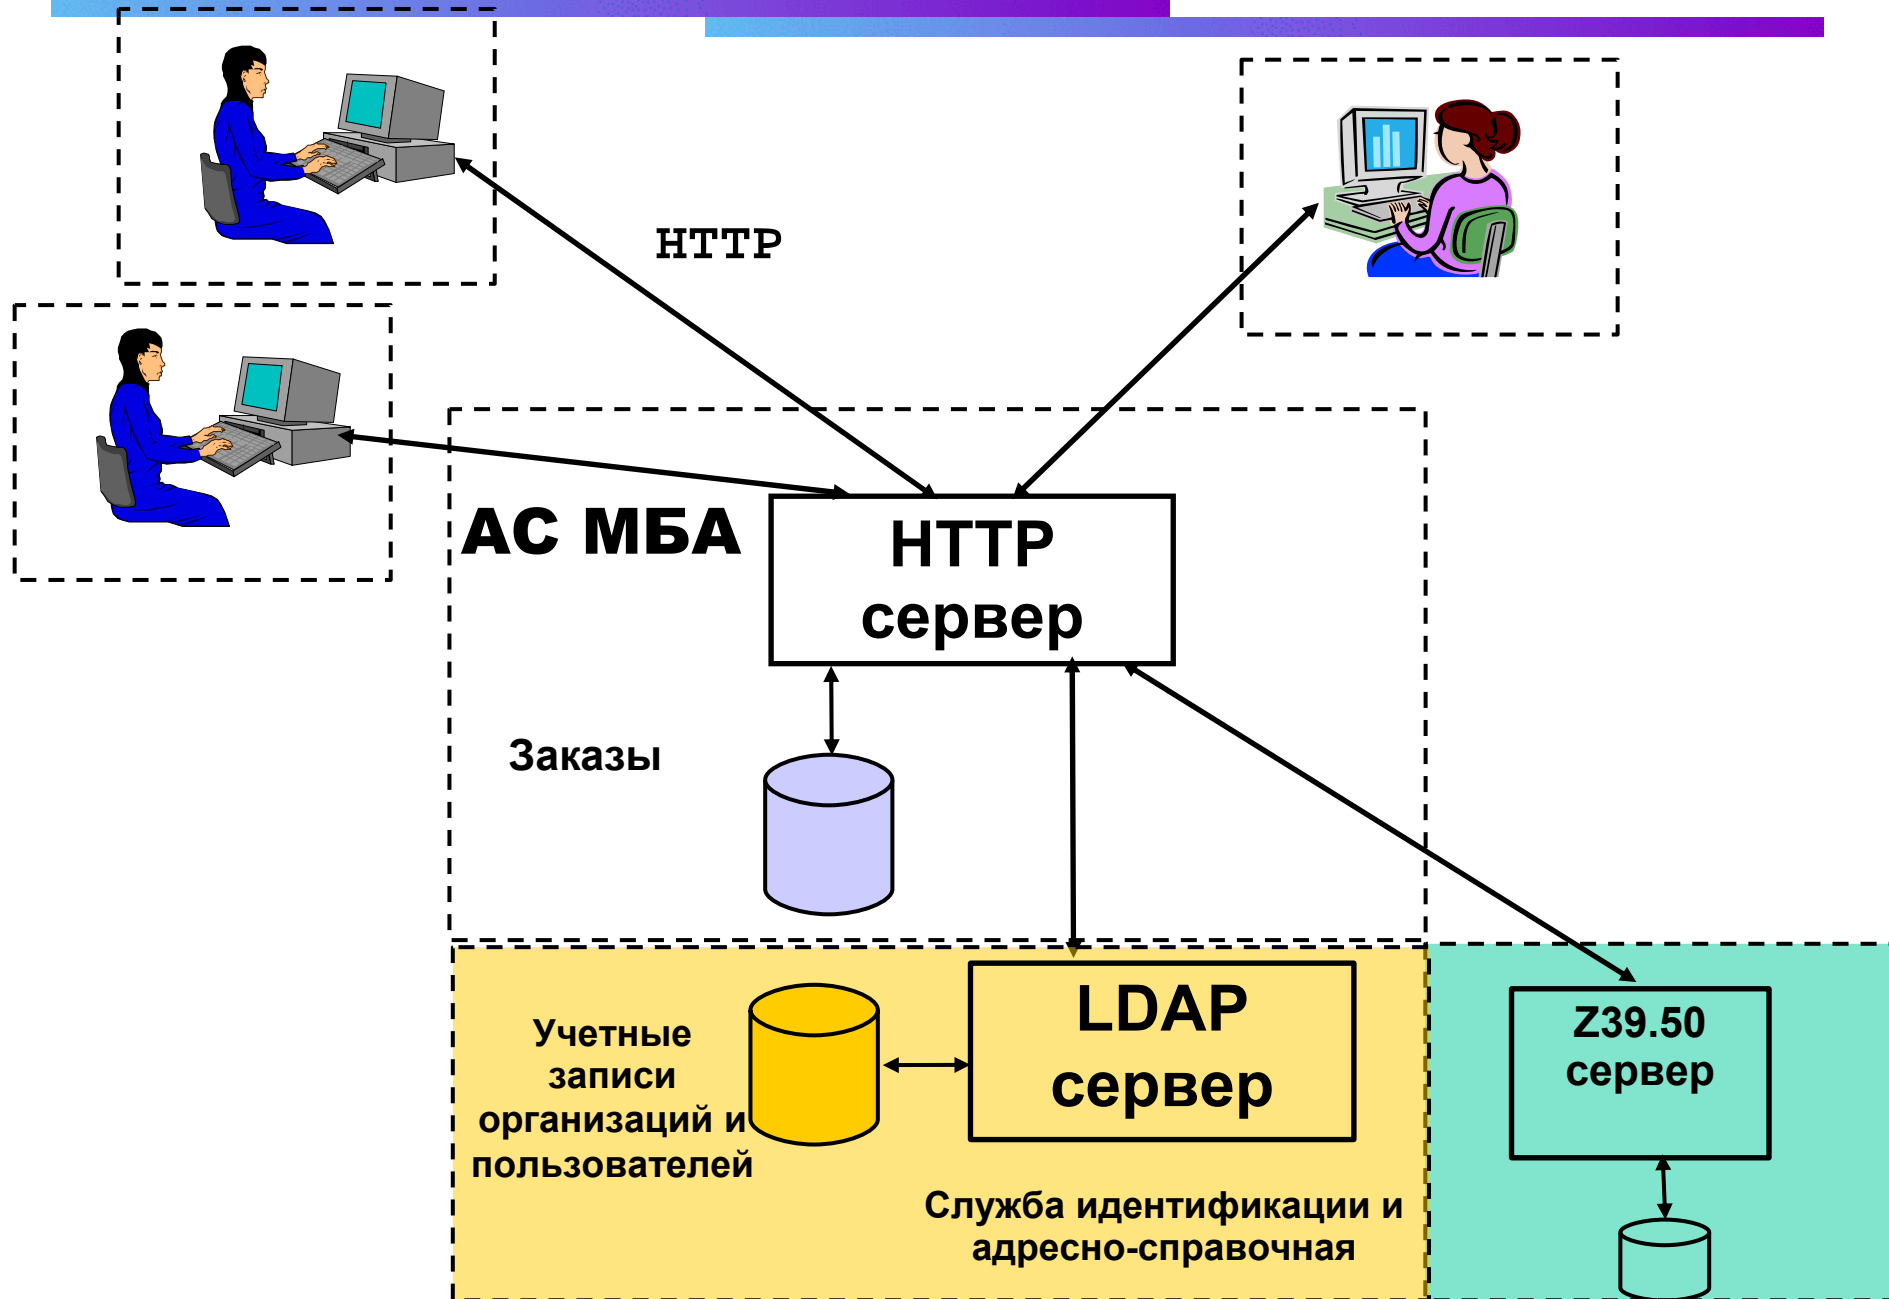 HTTP
АС МБА
HTTP
сервер
Заказы
Учетные
записи
организаций и
пользователей
LDAP
сервер
Служба идентификации и
адресно-справочная
Z39.50
сервер